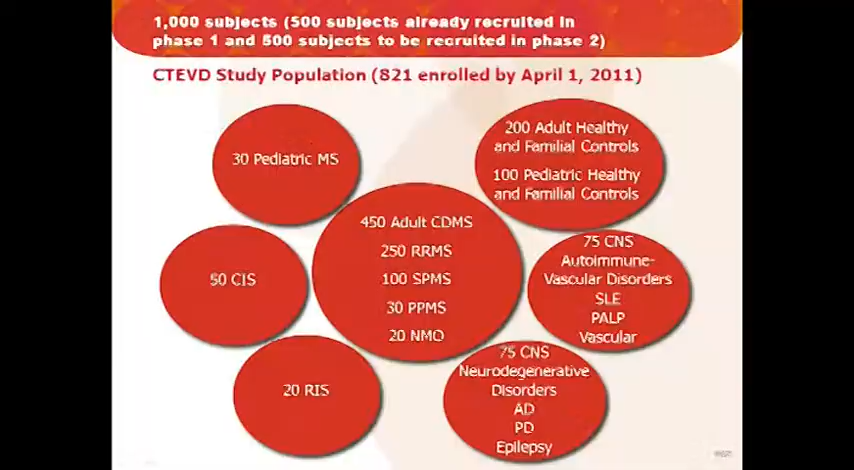 1,000 subjects (500 subjects already recruited in
phase 1 and 500 subjects to be recruited in phase 2)
CTEVD Study Population (821 enrolled by April 1, 2011)
30 Pediatric MS
200 Adult Healthy
and Familial Controls
100 Pediatric Healthy
and Familial Controls
450 Adult CDMS
250 RRMS
100 SPMS
30 PPMS
20 NMO
50 CIS
75 CNS
Autoimmune-
Vascular Disorders
SLE
PALP
Vascular
20 RIS
75 CNS
Neurodegenerative
Disorders
AD
PD
Epilepsy